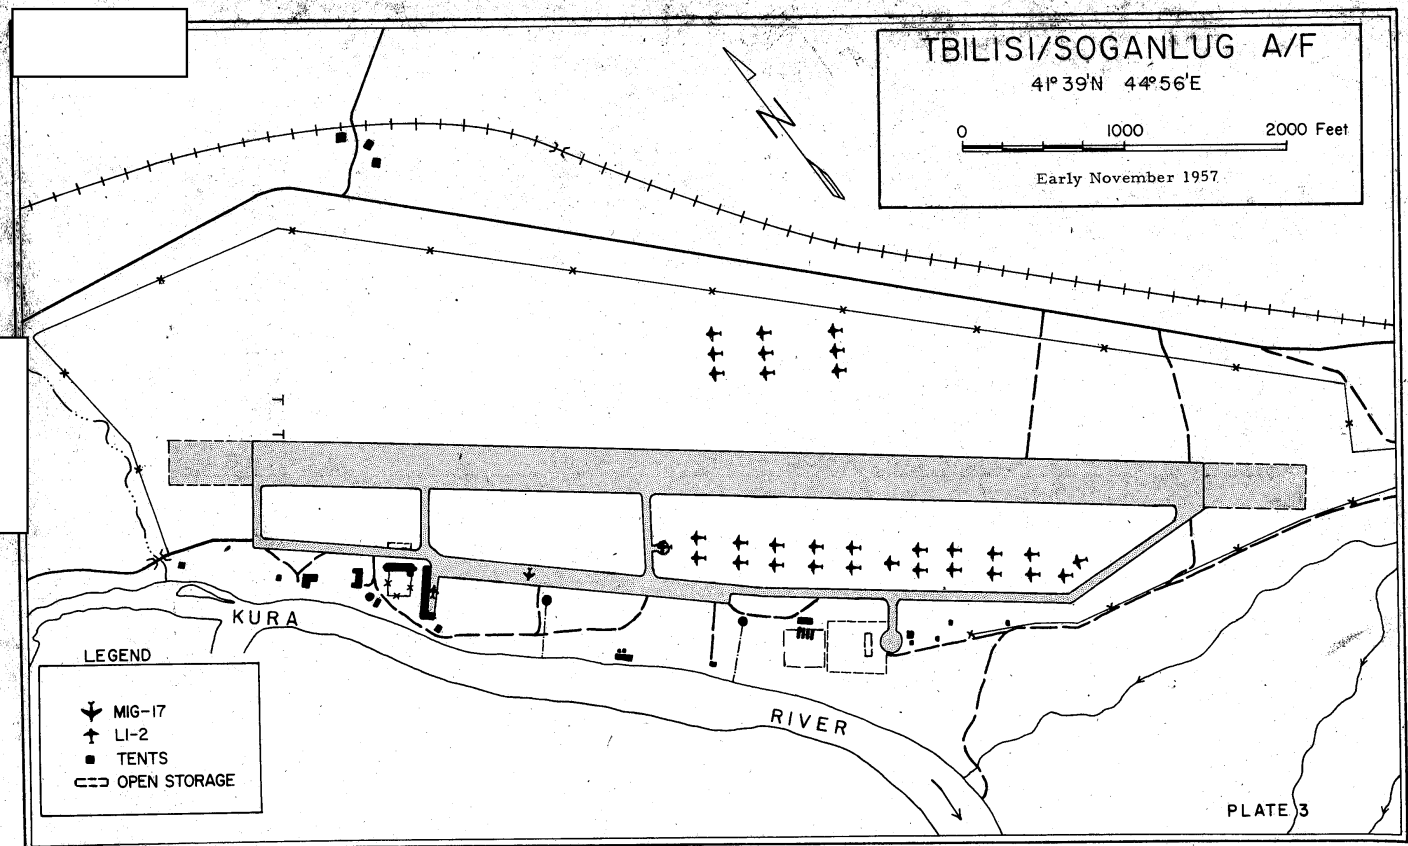 TBILISI/SOGANLUG A/F
41° 39'N 44° 56'E
0 1000 2000 Feet
Early November 1957
N
T
T
KURA
RIVER
LEGEND
MIG-17
LI-2
TENTS
OPEN STORAGE
PLATE 3